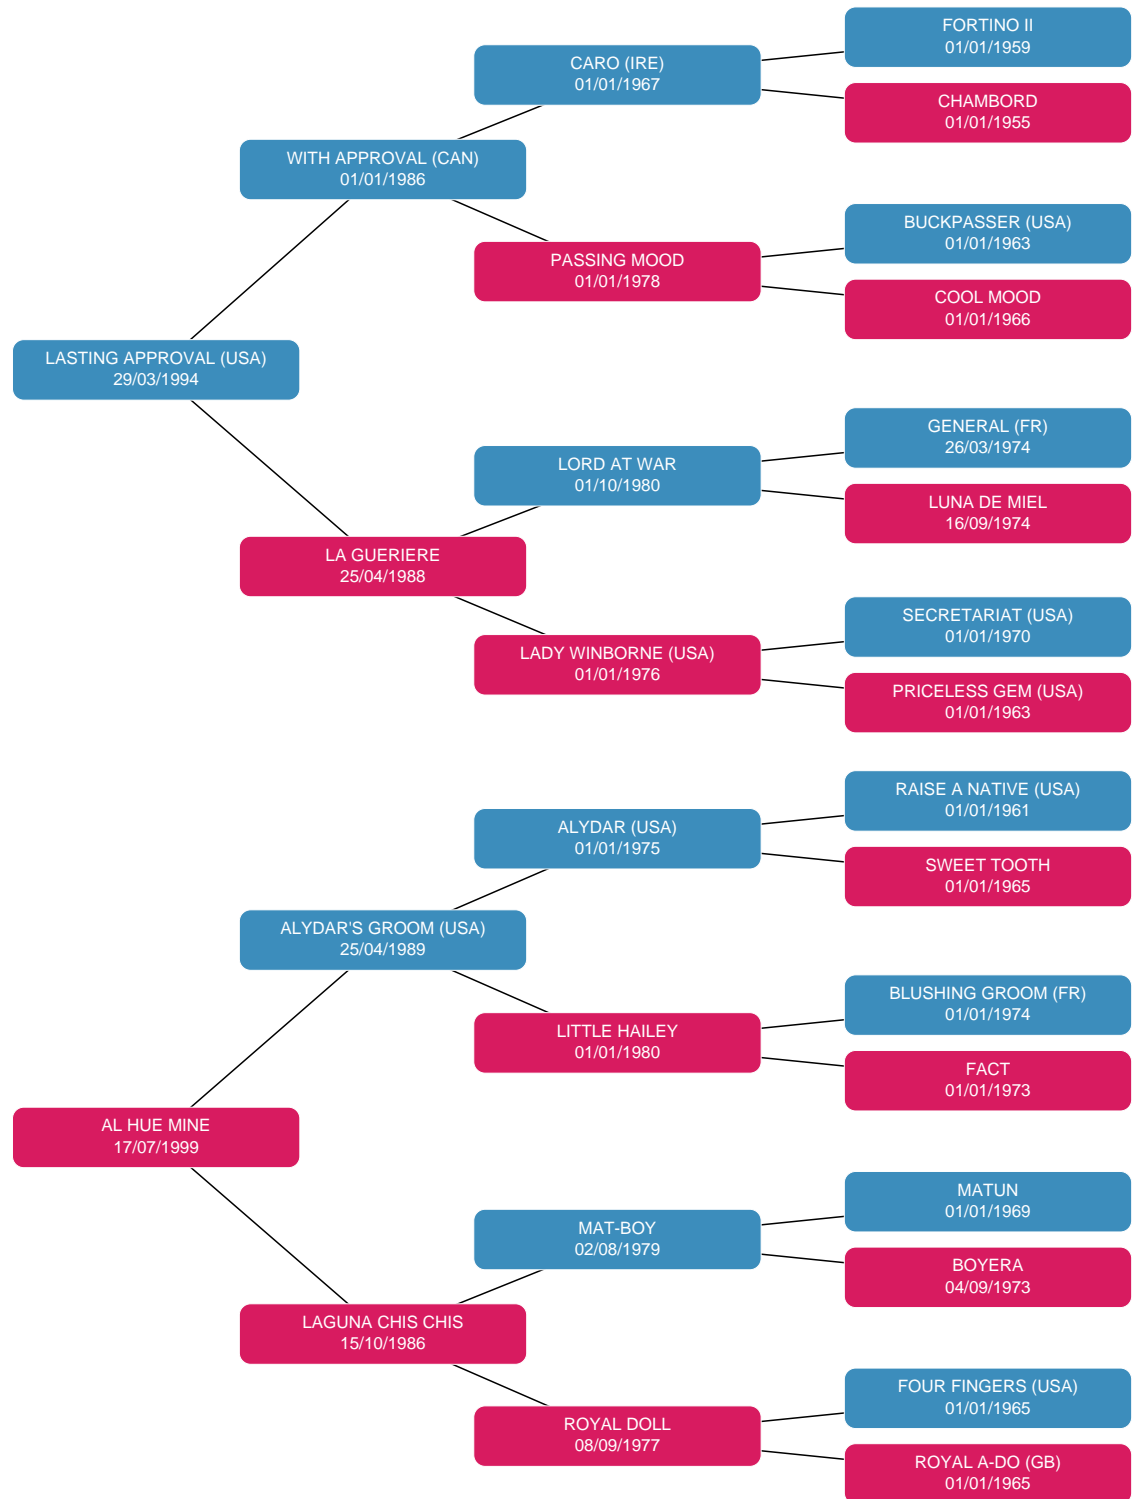 FORTINO II
01/01/1959
CARO (IRE)
01/01/1967
CHAMBORD
01/01/1955
WITH APPROVAL (CAN)
01/01/1986
BUCKPASSER (USA)
01/01/1963
PASSING MOOD
01/01/1978
COOL MOOD
01/01/1966
LASTING APPROVAL (USA)
29/03/1994
GENERAL (FR)
26/03/1974
LORD AT WAR
01/10/1980
LUNA DE MIEL
16/09/1974
LA GUERIERE
25/04/1988
SECRETARIAT (USA)
01/01/1970
LADY WINBORNE (USA)
01/01/1976
PRICELESS GEM (USA)
01/01/1963
RAISE A NATIVE (USA)
01/01/1961
ALYDAR (USA)
01/01/1975
SWEET TOOTH
01/01/1965
ALYDAR'S GROOM (USA)
25/04/1989
BLUSHING GROOM (FR)
01/01/1974
LITTLE HAILEY
01/01/1980
FACT
01/01/1973
AL HUE MINE
17/07/1999
MATUN
01/01/1969
MAT-BOY
02/08/1979
BOYERA
04/09/1973
LAGUNA CHIS CHIS
15/10/1986
FOUR FINGERS (USA)
01/01/1965
ROYAL DOLL
08/09/1977
ROYAL A-DO (GB)
01/01/1965